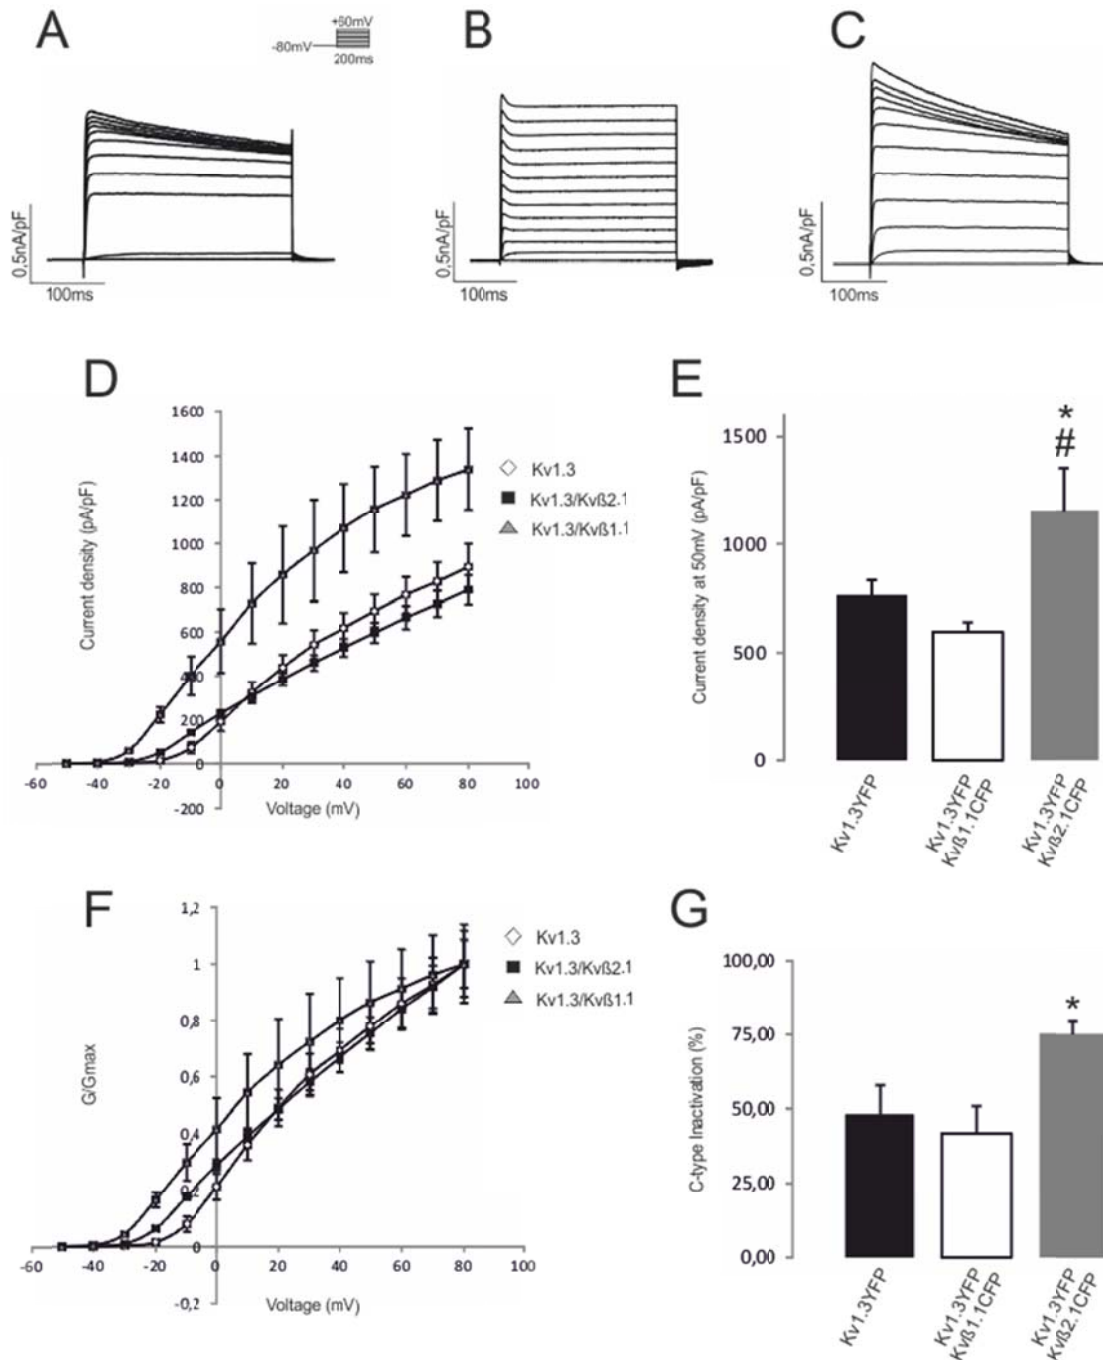 A
+60mV
-80mV
200ms
B
C
0,5nA/pF
100ms
0,5nA/pF
100ms
0,5nA/pF
100ms
D
1600
1400
1200
1000
800
600
400
200
0
-200
-60
-40
-20
0
20
40
60
80
100
Current density (pA/pF)
Voltage (mV)
Kv1.3
Kv1.3/Kvß2.1
Kv1.3/Kvß1.1
E
1500
1000
500
0
Current density at 50mV (pA/pF)
*
#
Kv1.3YFP
Kv1.3YFP
Kvß1.1CFP
Kv1.3YFP
Kvß2.1CFP
F
1,2
1
0,8
0,6
0,4
0
-0,2
-60
-40
-20
0
20
40
60
80
100
G/Gmax
Voltage (mV)
Kv1.3
Kv1.3/Kvß2.1
Kv1.3/Kvß1.1
G
100,00
75,00
50,00
25,00
0,00
C-type Inactivation (%)
*
Kv1.3YFP
Kv1.3YFP
Kvß1.1CFP
Kv1.3YFP
Kvß2.1CFP